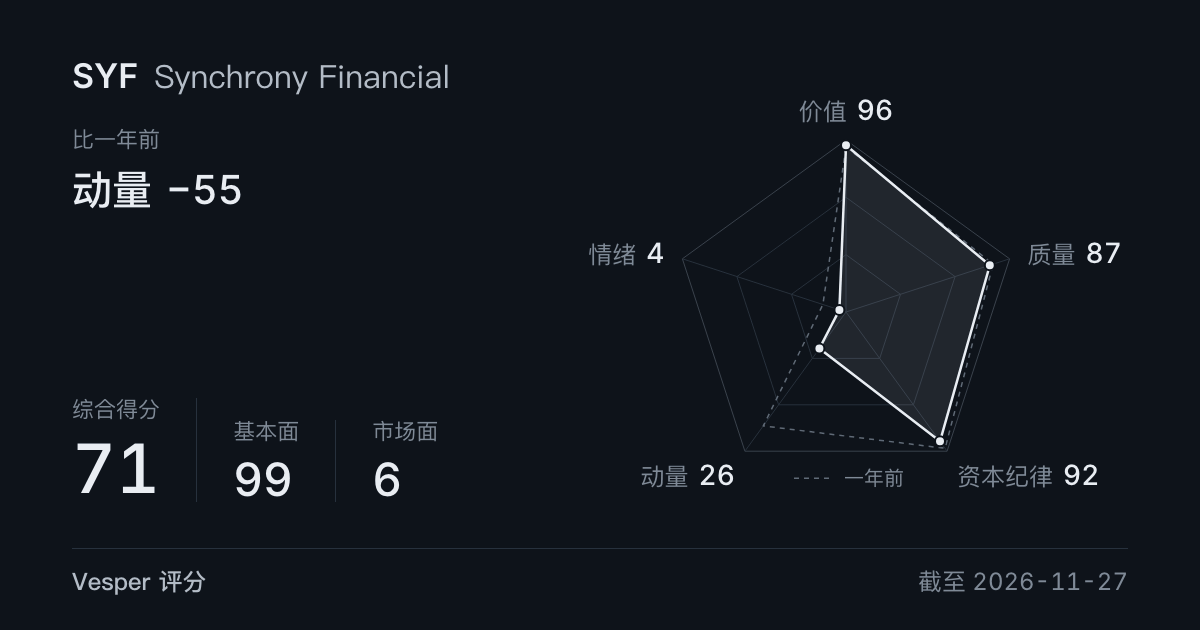 SYF Synchrony Financial
比一年前
动量 −55
价值 96
情绪 4
质量 87
动量 26
一年前
资本纪律 92
综合得分
71
基本面
99
市场面
6
Vesper 评分
截至 2026-11-27